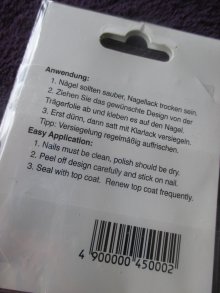 Anwendung:
1. Nägel sollten sauber, Nagellack trocken sein.
2. Ziehen Sie das gewünschte Design von der
Trägerfolie ab und kleben es auf den Nagel.
3. Erst dünn, dann satt mit Klarlack versiegeln.
Tipp: Versiegelung regelmäßig auffrischen.
Easy Application:
1. Nails must be clean, polish should be dry.
2. Peel off design carefully and stick on nail.
3. Seal with top coat. Renew top coat frequently.
4 900000 450002